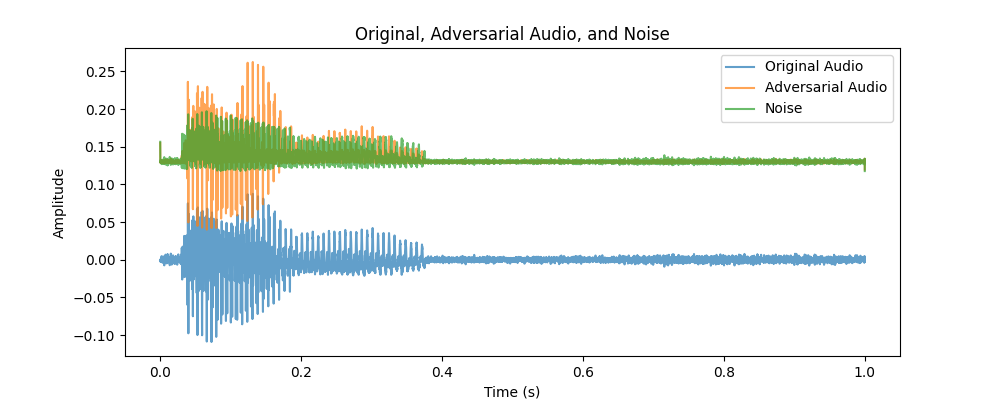 Original, Adversarial Audio, and Noise
Original Audio
Adversarial Audio
Noise
Amplitude
0.25
0.20
0.15
0.10
0.05
0.00
−0.05
−0.10
0.0 0.2 0.4 0.6 0.8 1.0
Time (s)